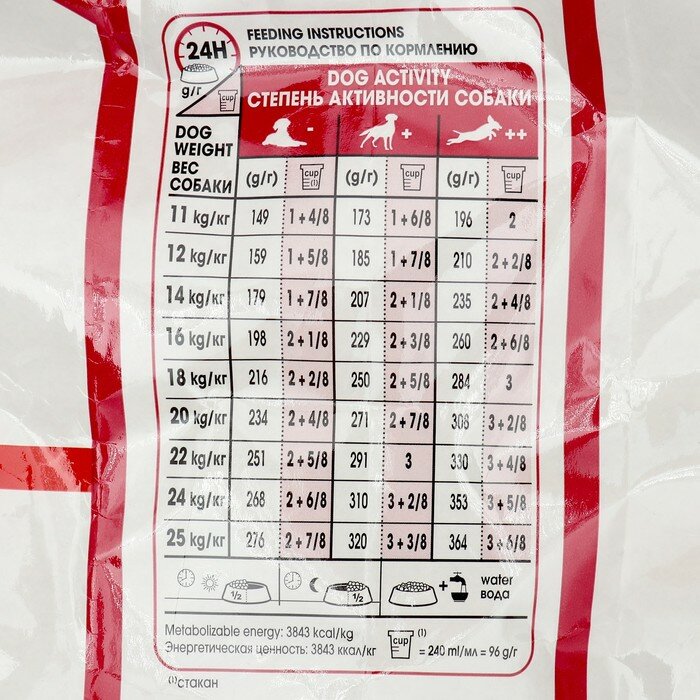 24H
FEEDING INSTRUCTIONS
РУКОВОДСТВО ПО КОРМЛЕНИЮ
g/г cup
DOG ACTIVITY
СТЕПЕНЬ АКТИВНОСТИ СОБАКИ
DOG
WEIGHT
ВЕС
СОБАКИ
- + ++
(g/г) cup (1) (g/г) cup (g/г) cup
11 kg/кг 149 1+4/8 173 1+6/8 196 2
12 kg/кг 159 1+5/8 185 1+7/8 210 2+2/8
14 kg/кг 179 1+7/8 207 2+1/8 235 2+4/8
16 kg/кг 198 2+1/8 229 2+3/8 260 2+6/8
18 kg/кг 216 2+2/8 250 2+5/8 284 3
20 kg/кг 234 2+4/8 271 2+7/8 308 3+2/8
22 kg/кг 251 2+5/8 291 3 330 3+4/8
24 kg/кг 268 2+6/8 310 3+2/8 353 3+5/8
25 kg/кг 276 2+7/8 320 3+3/8 364 3+6/8
1/2 1/2 + water
вода
Metabolizable energy: 3843 kcal/kg
Энергетическая ценность: 3843 ккал/кг
cup (1) = 240 ml/мл = 96 g/г
(1)стакан